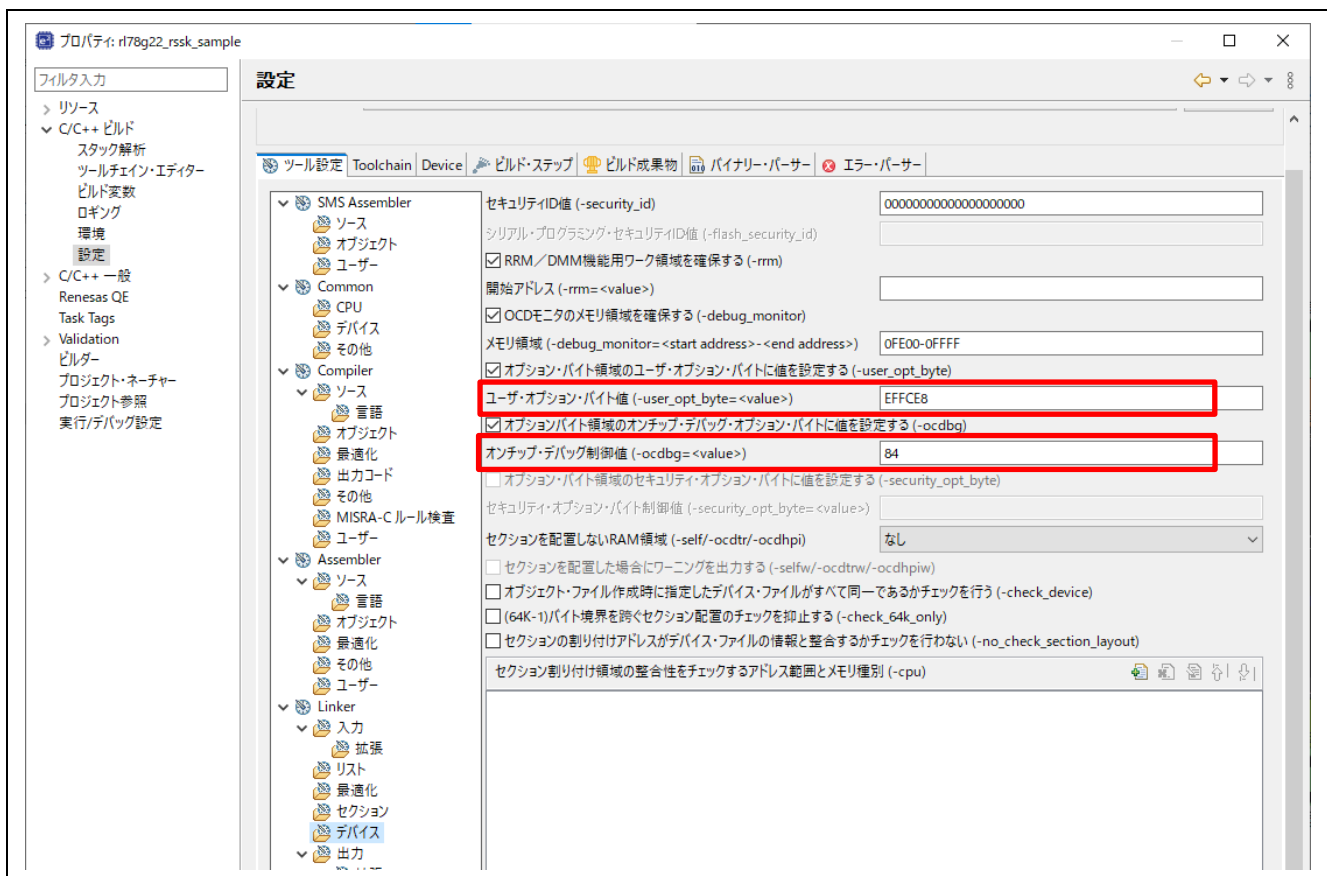 プロパティ: rl78g22_rssk_sample
フィルタ入力
設定
リソース
C/C++ ビルド
スタック解析
ツールチェイン・エディター
ビルド変数
ロギング
環境
設定
C/C++ 一般
Renesas QE
Task Tags
Validation
ビルダー
プロジェクト・ネーチャー
プロジェクト参照
実行/デバッグ設定
ツール設定 Toolchain Device ビルド・ステップ ビルド成果物 バイナリー・パーサー エラー・パーサー
SMS Assembler
ソース
オブジェクト
ユーザー
Common
CPU
デバイス
その他
Compiler
ソース
言語
オブジェクト
最適化
出力コード
その他
MISRA-C ルール検査
ユーザー
Assembler
ソース
言語
オブジェクト
最適化
その他
ユーザー
Linker
入力
拡張
リスト
最適化
セクション
デバイス
出力
セキュリティID値 (-security_id) 00000000000000000000
シリアル・プログラミング・セキュリティID値 (-flash_security_id)
RRM／DMM機能用ワーク領域を確保する (-rrm)
開始アドレス (-rrm=<value>)
OCDモニタのメモリ領域を確保する (-debug_monitor)
メモリ領域 (-debug_monitor=<start address>-<end address>) 0FE00-0FFFF
オプション・バイト領域のユーザ・オプション・バイトに値を設定する (-user_opt_byte)
ユーザ・オプション・バイト値 (-user_opt_byte=<value>) EFFCE8
オプションバイト領域のオンチップ・デバッグ・オプション・バイトに値を設定する (-ocdbg)
オンチップ・デバッグ制御値 (-ocdbg=<value>) 84
オプション・バイト領域のセキュリティ・オプション・バイトに値を設定する (-security_opt_byte)
セキュリティ・オプション・バイト制御値 (-security_opt_byte=<value>)
セクションを配置しないRAM領域 (-self/-ocdtr/-ocdhpi) なし
セクションを配置した場合にワーニングを出力する (-selfw/-ocdtrw/-ocdhpiw)
オブジェクト・ファイル作成時に指定したデバイス・ファイルがすべて同一であるかチェックを行う (-check_device)
(64K-1)バイト境界を跨ぐセクション配置のチェックを抑止する (-check_64k_only)
セクションの割り付けアドレスがデバイス・ファイルの情報と整合するかチェックを行わない (-no_check_section_layout)
セクション割り付け領域の整合性をチェックするアドレス範囲とメモリ種別 (-cpu)